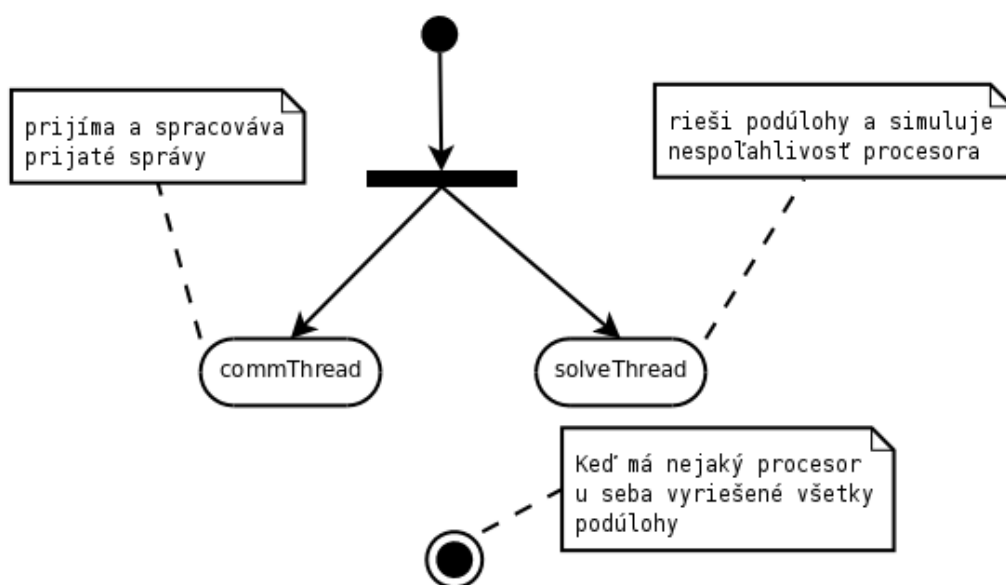 prijíma a spracováva
prijaté správy
rieši podúlohy a simuluje
nespoľahlivosť procesora
commThread
solveThread
Keď má nejaký procesor
u seba vyriešené všetky
podúlohy